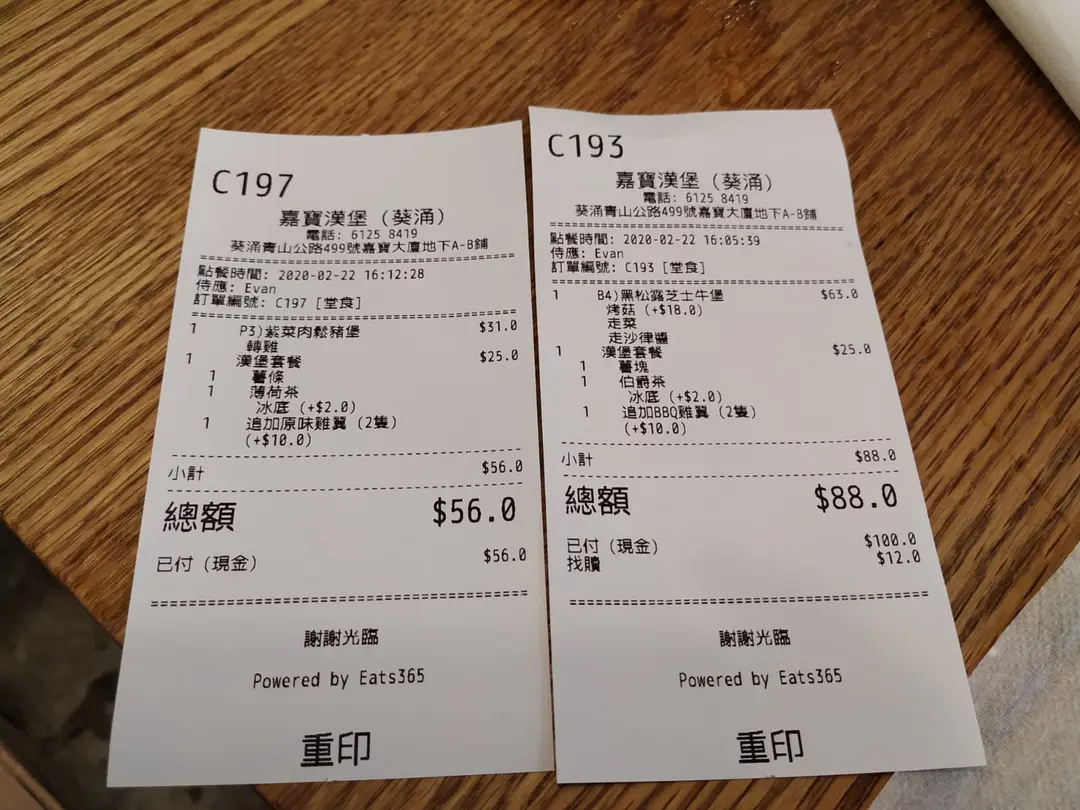 C197
嘉寶漢堡 (葵涌)
電話: 6125 8419
葵涌青山公路499號嘉寶大廈地下A-B舖
點餐時間: 2020-02-22 16:12:28
侍應: Evan
訂單編號: C197 [堂食]
1 P3)紫菜肉鬆豬堡 $31.0
轉雞
1 漢堡套餐 $25.0
1 薯條
1 薄荷茶
冰底 (+$2.0)
1 追加原味雞翼 (2隻)
(+$10.0)
小計 $56.0
總額 $56.0
已付 (現金) $56.0
謝謝光臨
Powered by Eats365
重印
C193
嘉寶漢堡 (葵涌)
電話: 6125 8419
葵涌青山公路499號嘉寶大廈地下A-B舖
點餐時間: 2020-02-22 16:05:39
侍應: Evan
訂單編號: C193 [堂食]
1 B4)黑松露芝士牛堡 $63.0
烤菇 (+$18.0)
走菜
走沙律醬
1 漢堡套餐 $25.0
1 薯塊
1 伯爵茶
冰底 (+$2.0)
1 追加BBQ雞翼 (2隻)
(+$10.0)
小計 $88.0
總額 $88.0
已付 (現金) $100.0
找贖 $12.0
謝謝光臨
Powered by Eats365
重印